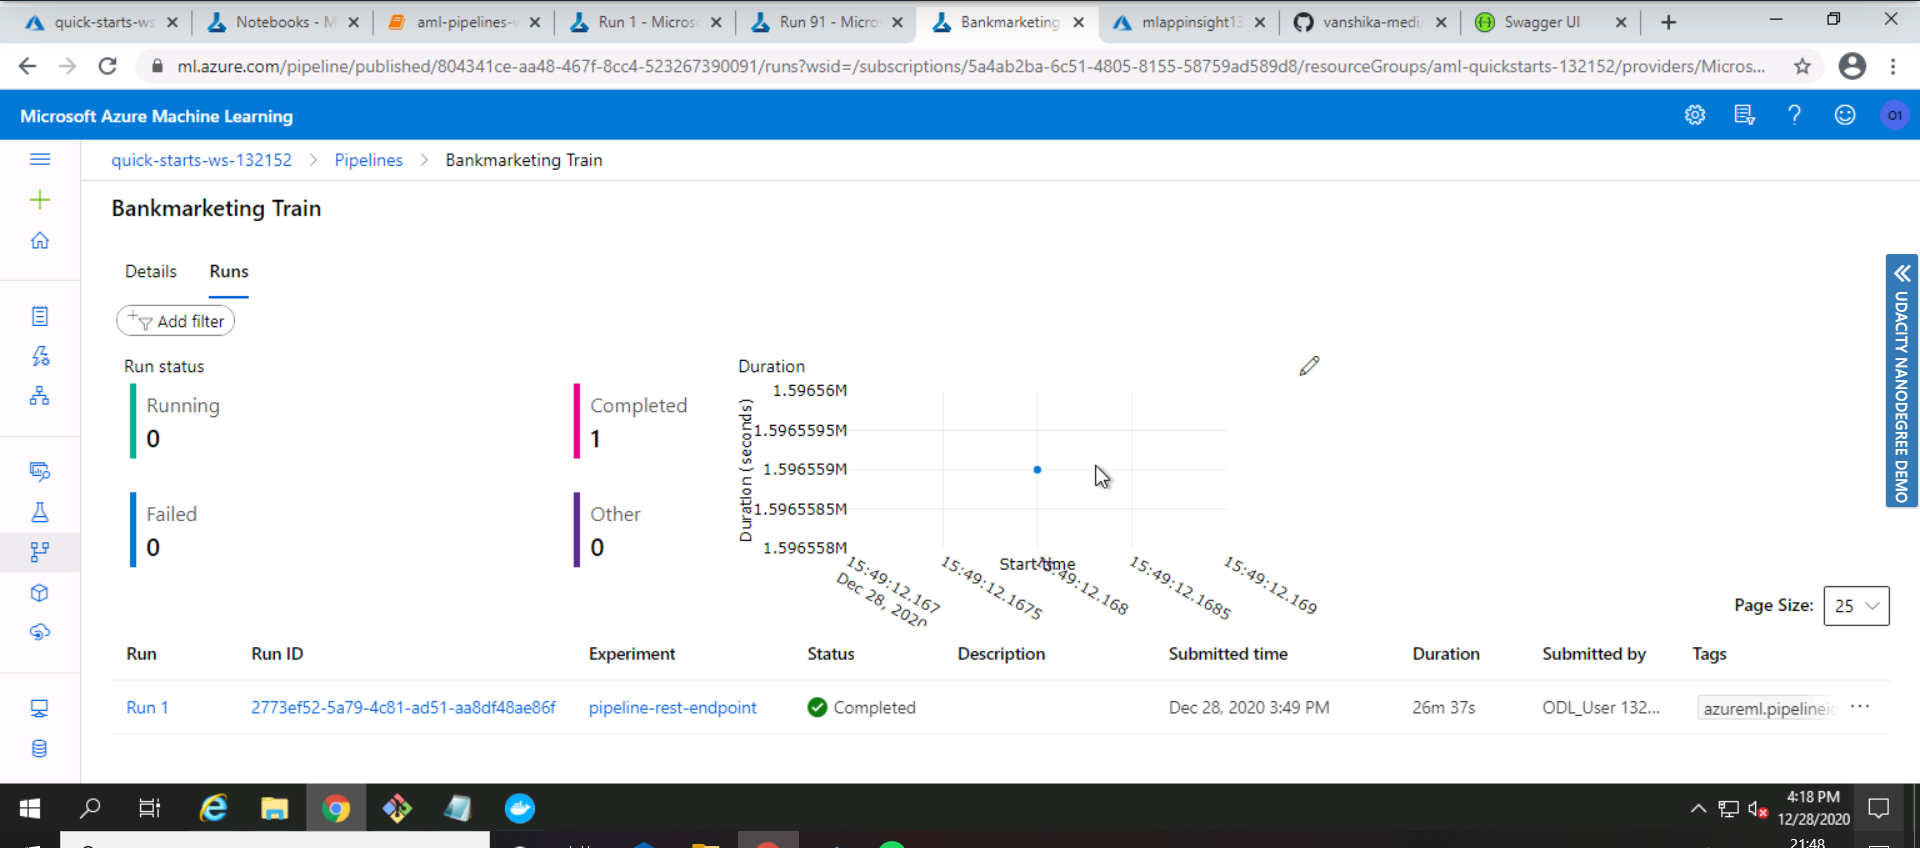 quick-starts-ws
Notebooks - M
aml-pipelines-v
Run 1 - Micros
Run 91 - Micro
Bankmarketing
mlappinsight13
vanshika-medi
Swagger UI
ml.azure.com/pipeline/published/804341ce-aa48-467f-8cc4-523267390091/runs?wsid=/subscriptions/5a4ab2ba-6c51-4805-8155-58759ad589d8/resourceGroups/aml-quickstarts-132152/providers/Micros...
Microsoft Azure Machine Learning
O1
quick-starts-ws-132152 > Pipelines > Bankmarketing Train
Bankmarketing Train
Details Runs
Add filter
UDACITY NANODEGREE DEMO
Run status
Running
0
Completed
1
Failed
0
Other
0
Duration
Duration (seconds)
1.59656M
1.5965595M
1.596559M
1.5965585M
1.596558M
15:49:12.167
Dec 28, 2020
15:49:12.1675
15:49:12.168
15:49:12.1685
15:49:12.169
Start time
Page Size: 25
Run Run ID Experiment Status Description Submitted time Duration Submitted by Tags
Run 1 2773ef52-5a79-4c81-ad51-aa8df48ae86f pipeline-rest-endpoint Completed Dec 28, 2020 3:49 PM 26m 37s ODL_User 132... azureml.pipelineid ...
4:18 PM
12/28/2020
21:48